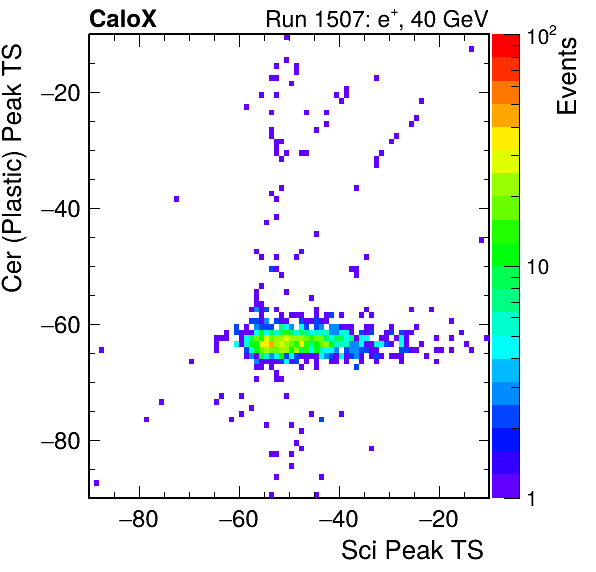 CaloX Run 1507: e⁺, 40 GeV
Cer (Plastic) Peak TS
−20
−40
−60
−80
−80 −60 −40 −20
Sci Peak TS
10²
10
1
Events